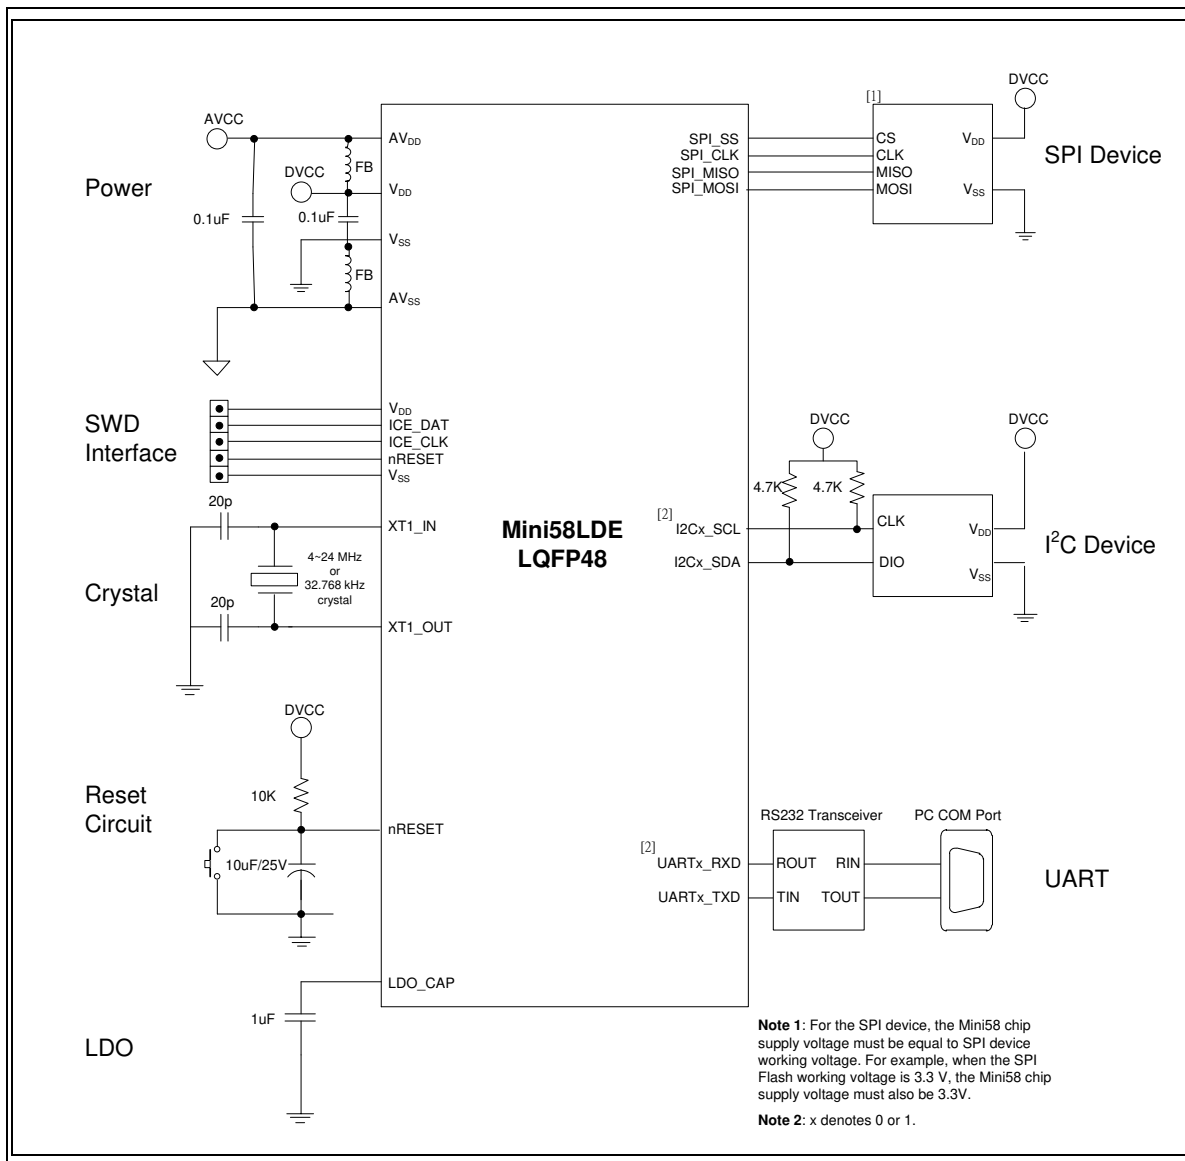 Power
AVCC
DVCC
FB
0.1uF
0.1uF
FB
AVDD
VDD
VSS
AVSS
SWD
Interface
VDD
ICE_DAT
ICE_CLK
nRESET
VSS
Crystal
20p
20p
4~24 MHz
or
32.768 kHz
crystal
XT1_IN
XT1_OUT
Reset
Circuit
DVCC
10K
10uF/25V
nRESET
LDO
1uF
LDO_CAP
Mini58LDE
LQFP48
SPI_SS
SPI_CLK
SPI_MISO
SPI_MOSI
[1]
CS
CLK
MISO
MOSI
VDD
VSS
DVCC
SPI Device
[2]
I2Cx_SCL
I2Cx_SDA
DVCC
4.7K
4.7K
CLK
DIO
VDD
VSS
DVCC
I²C Device
[2]
UARTx_RXD
UARTx_TXD
RS232 Transceiver
ROUT
RIN
TIN
TOUT
PC COM Port
UART
Note 1: For the SPI device, the Mini58 chip
supply voltage must be equal to SPI device
working voltage. For example, when the SPI
Flash working voltage is 3.3 V, the Mini58 chip
supply voltage must also be 3.3V.
Note 2: x denotes 0 or 1.